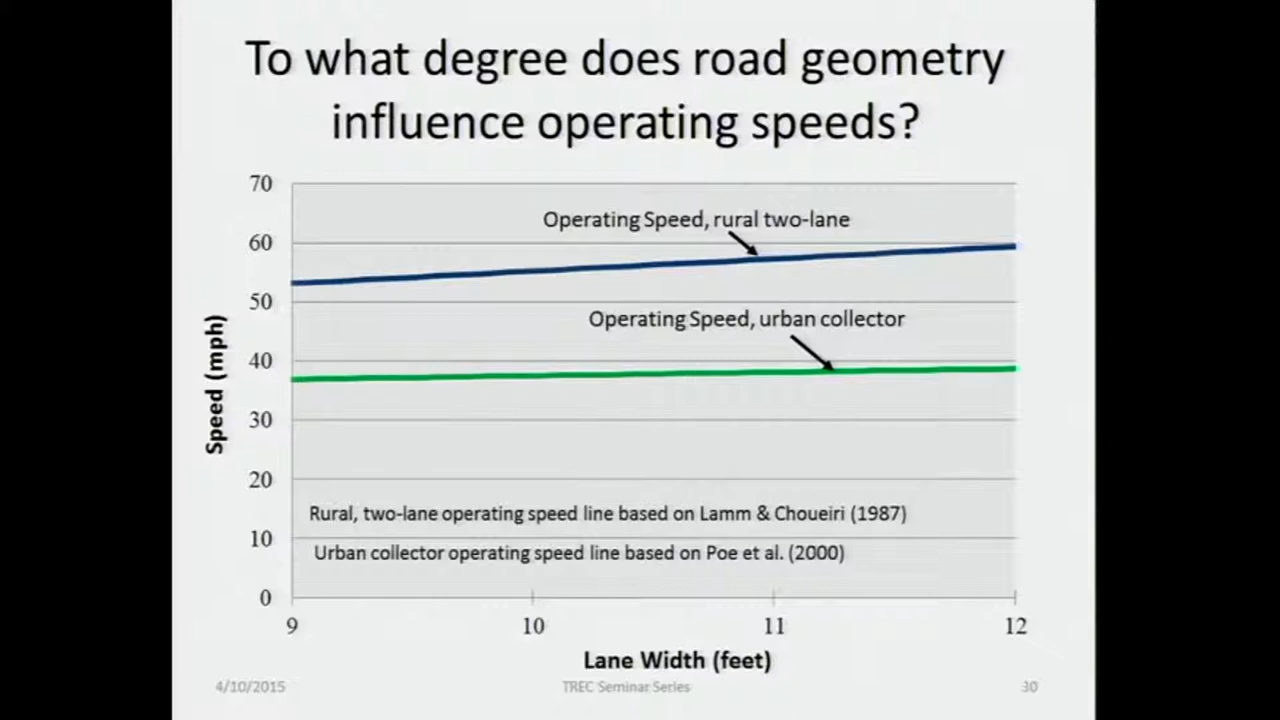 To what degree does road geometry
influence operating speeds?
70
60
50
40
30
20
10
0
Speed (mph)
Operating Speed, rural two-lane
Operating Speed, urban collector
Rural, two-lane operating speed line based on Lamm & Choueiri (1987)
Urban collector operating speed line based on Poe et al. (2000)
9 10 11 12
Lane Width (feet)
4/10/2015 TREC Seminar Series 30